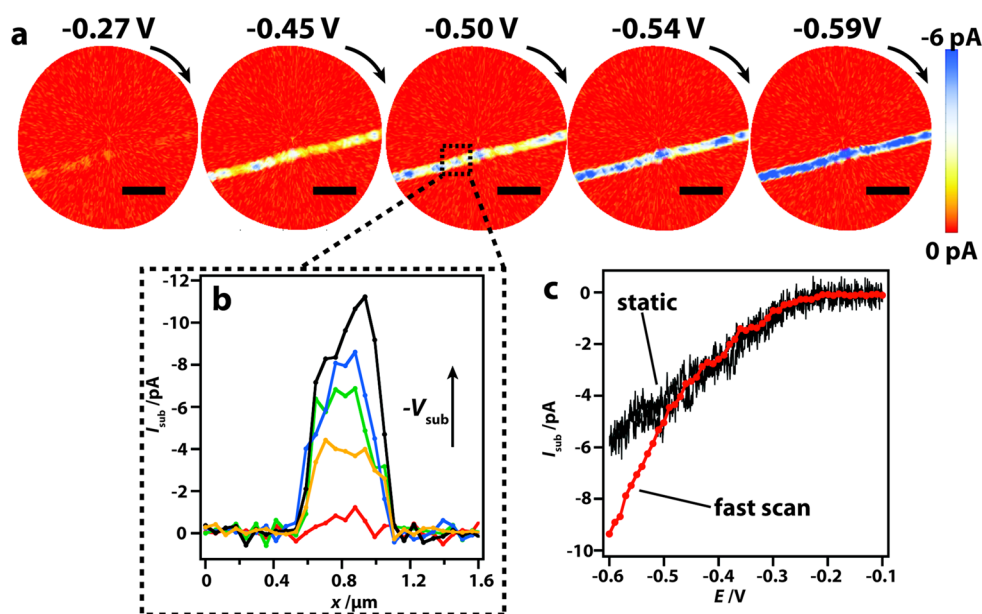 a
-0.27 V
-0.45 V
-0.50 V
-0.54 V
-0.59V
-6 pA
0 pA
b
-12
-10
-8
-6
-4
-2
0
I sub /pA
-V sub
0
0.4
0.8
1.2
1.6
x /µm
c
static
fast scan
0
-2
-4
-6
-8
-10
I sub /pA
-0.6
-0.5
-0.4
-0.3
-0.2
-0.1
E /V